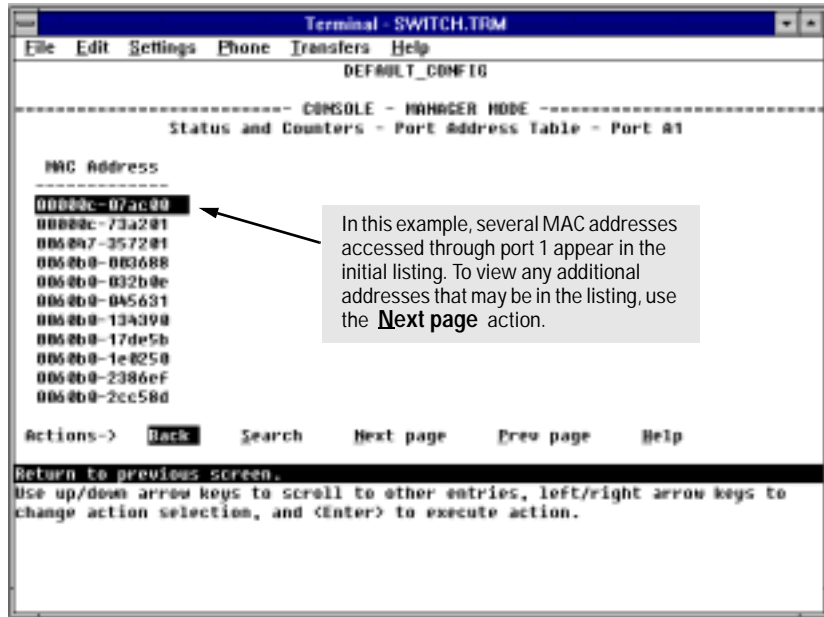 Terminal - SWITCH.TRM
File Edit Settings Phone Transfers Help
DEFAULT_CONFIG
- CONSOLE - MANAGER MODE -
Status and Counters - Port Address Table - Port A1
MAC Address
00000c-07ac00
00000c-73a201
006047-357201
0060b0-003688
0060b0-032b0e
0060b0-045631
0060b0-134390
0060b0-17de5b
0060b0-1e0250
0060b0-2386ef
0060b0-2cc58d
In this example, several MAC addresses
accessed through port 1 appear in the
initial listing. To view any additional
addresses that may be in the listing, use
the Next page action.
Actions-> Back Search Next page Prev page Help
Return to previous screen.
Use up/down arrow keys to scroll to other entries, left/right arrow keys to
change action selection, and <Enter> to execute action.